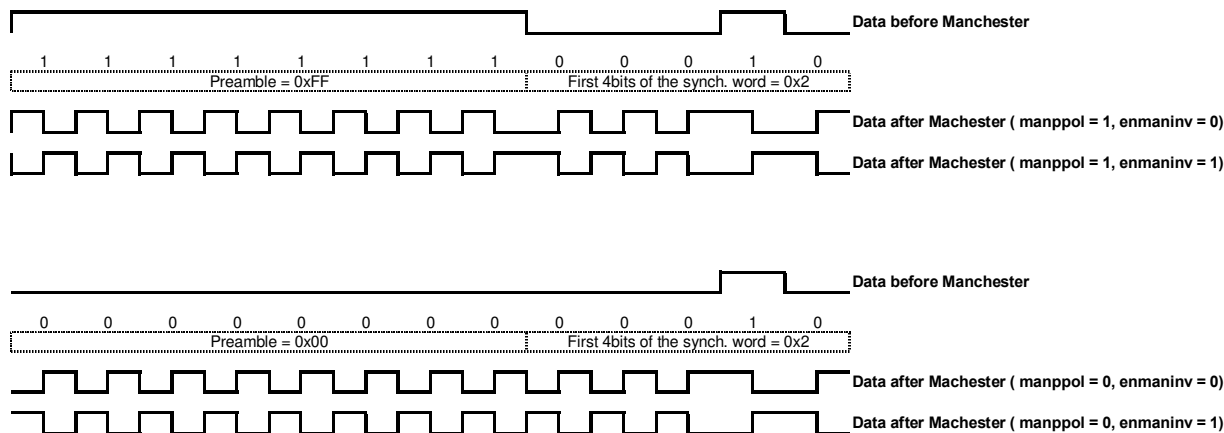 Data before Manchester
1 1 1 1 1 1 1 1 0 0 0 1 0
Preamble = 0xFF First 4bits of the synch. word = 0x2
Data after Machester ( manppol = 1, enmaninv = 0)
Data after Machester ( manppol = 1, enmaninv = 1)
Data before Manchester
0 0 0 0 0 0 0 0 0 0 0 1 0
Preamble = 0x00 First 4bits of the synch. word = 0x2
Data after Machester ( manppol = 0, enmaninv = 0)
Data after Machester ( manppol = 0, enmaninv = 1)